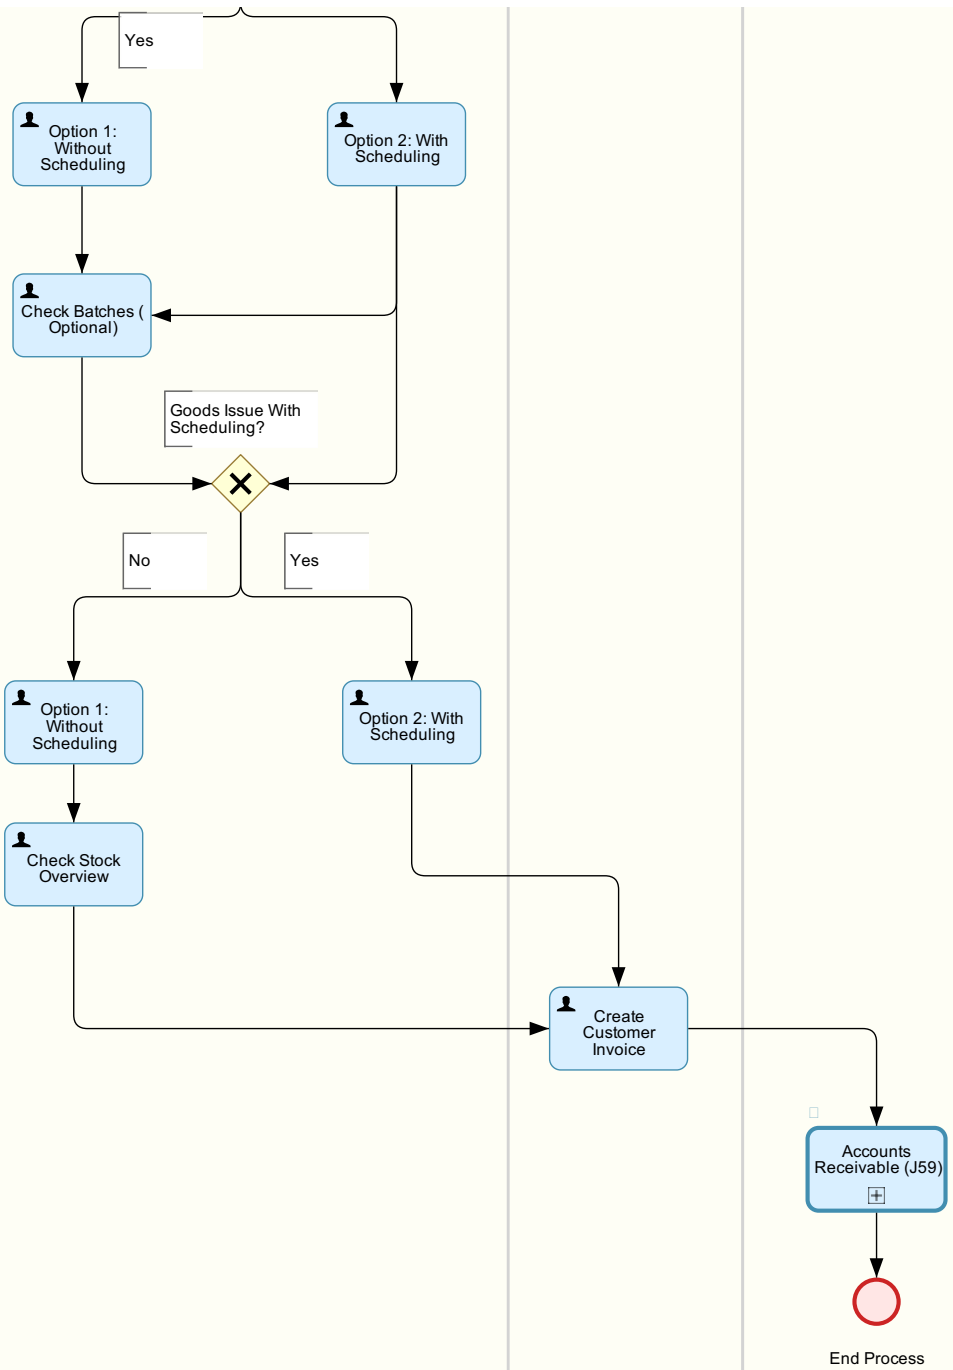 Yes
Option 1:
Without
Scheduling
Option 2: With
Scheduling
Check Batches (
Optional)
Goods Issue With
Scheduling?
No
Yes
Option 1:
Without
Scheduling
Option 2: With
Scheduling
Check Stock
Overview
Create
Customer
Invoice
Accounts
Receivable (J59)
End Process